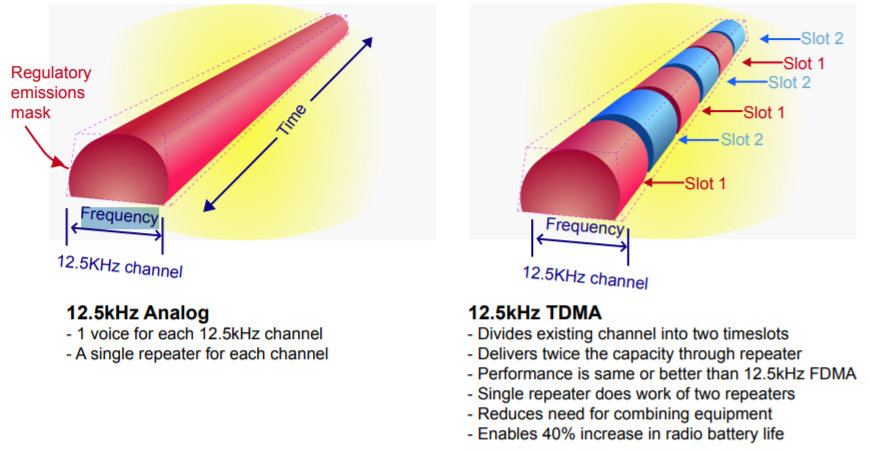 Regulatory
emissions
mask
Time
Frequency
12.5KHz channel
12.5kHz Analog
- 1 voice for each 12.5kHz channel
- A single repeater for each channel
Slot 2
Slot 1
Slot 2
Slot 1
Slot 2
Slot 1
Frequency
12.5KHz channel
12.5kHz TDMA
- Divides existing channel into two timeslots
- Delivers twice the capacity through repeater
- Performance is same or better than 12.5kHz FDMA
- Single repeater does work of two repeaters
- Reduces need for combining equipment
- Enables 40% increase in radio battery life